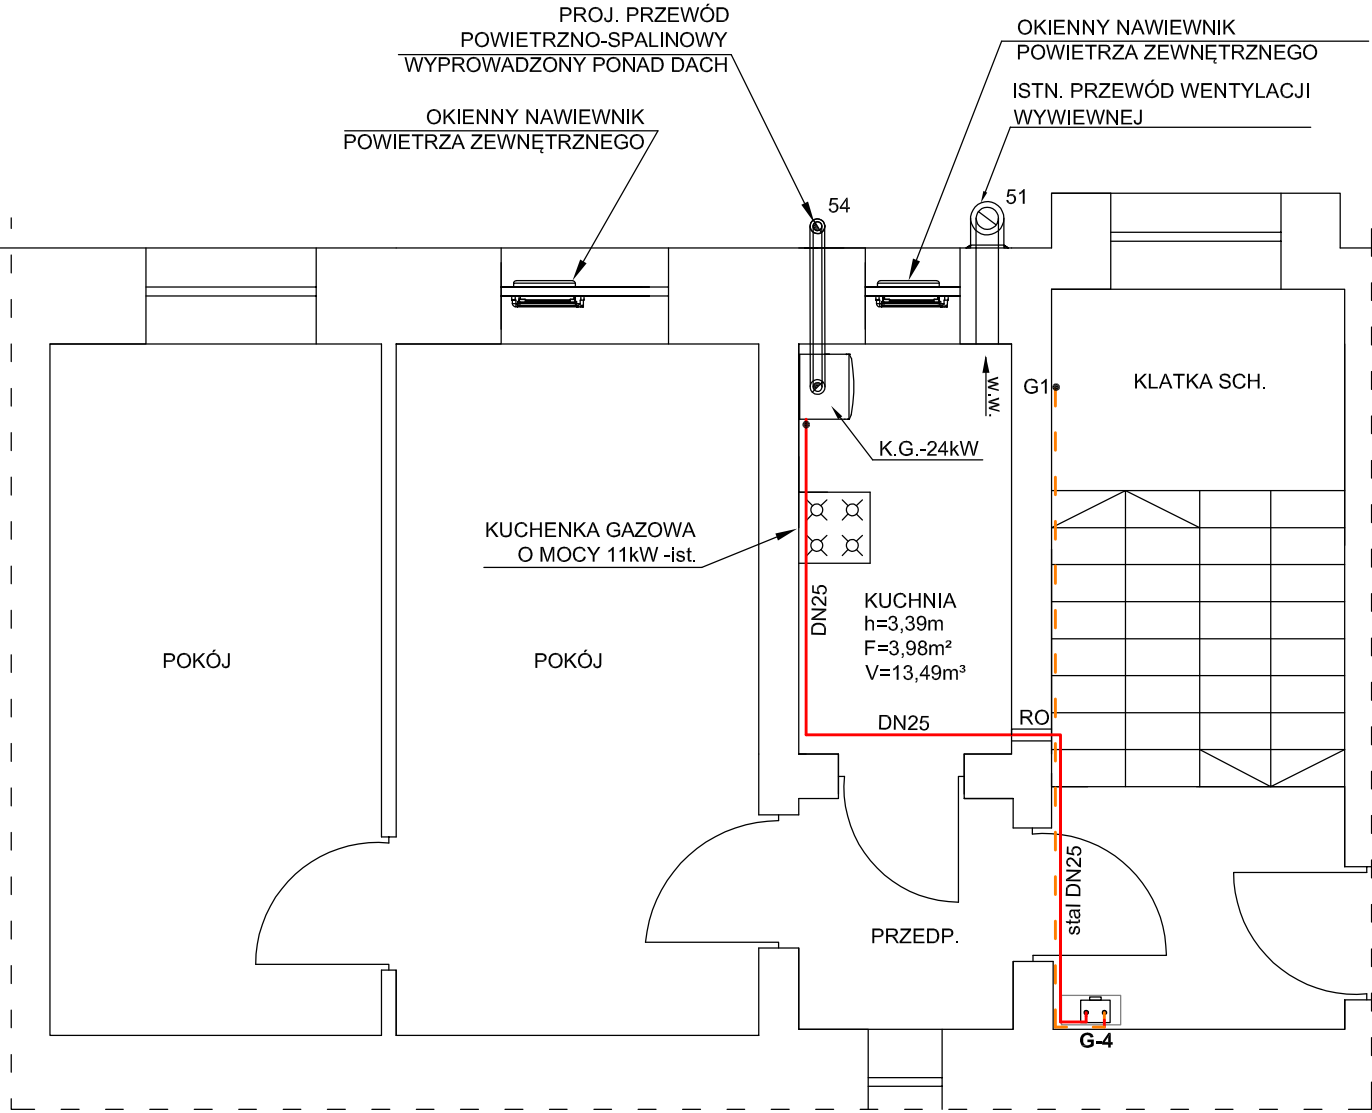 PROJ. PRZEWÓD
POWIETRZNO-SPALINOWY
WYPROWADZONY PONAD DACH
OKIENNY NAWIEWNIK
POWIETRZA ZEWNĘTRZNEGO
OKIENNY NAWIEWNIK
POWIETRZA ZEWNĘTRZNEGO
ISTN. PRZEWÓD WENTYLACJI
WYWIEWNEJ
54
51
W.W.
G1
KLATKA SCH.
K.G.-24kW
KUCHENKA GAZOWA
O MOCY 11kW -ist.
DN25
KUCHNIA
h=3,39m
F=3,98m²
V=13,49m³
POKÓJ
POKÓJ
DN25
RO
stal DN25
PRZEDP.
G-4